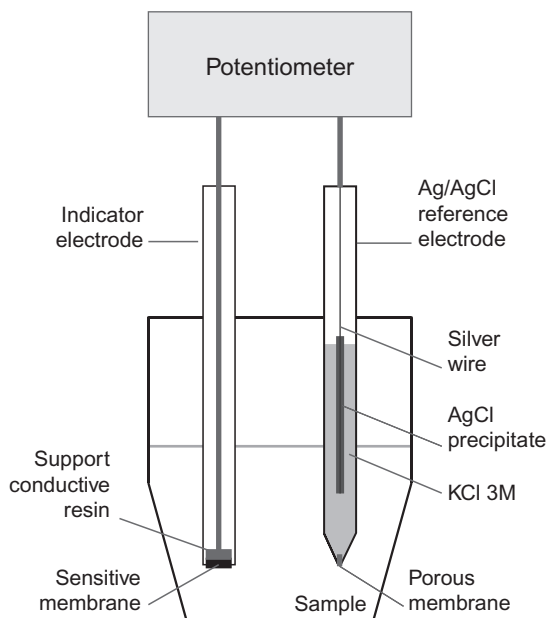 Potentiometer
Indicator
electrode
Ag/AgCl
reference
electrode
Silver
wire
AgCl
precipitate
KCl 3M
Support
conductive
resin
Sensitive
membrane
Sample
Porous
membrane